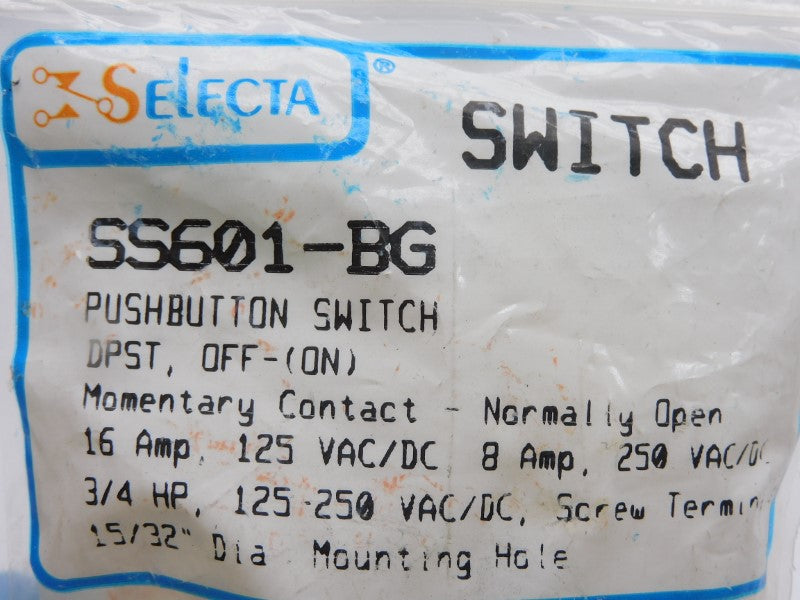 SELECTA®
SWITCH
SS601-BG
PUSHBUTTON SWITCH
DPST, OFF-(ON)
Momentary Contact - Normally Open
16 Amp, 125 VAC/DC 8 Amp, 250 VAC/DC
3/4 HP, 125-250 VAC/DC, Screw Termin
15/32" Dia Mounting Hole